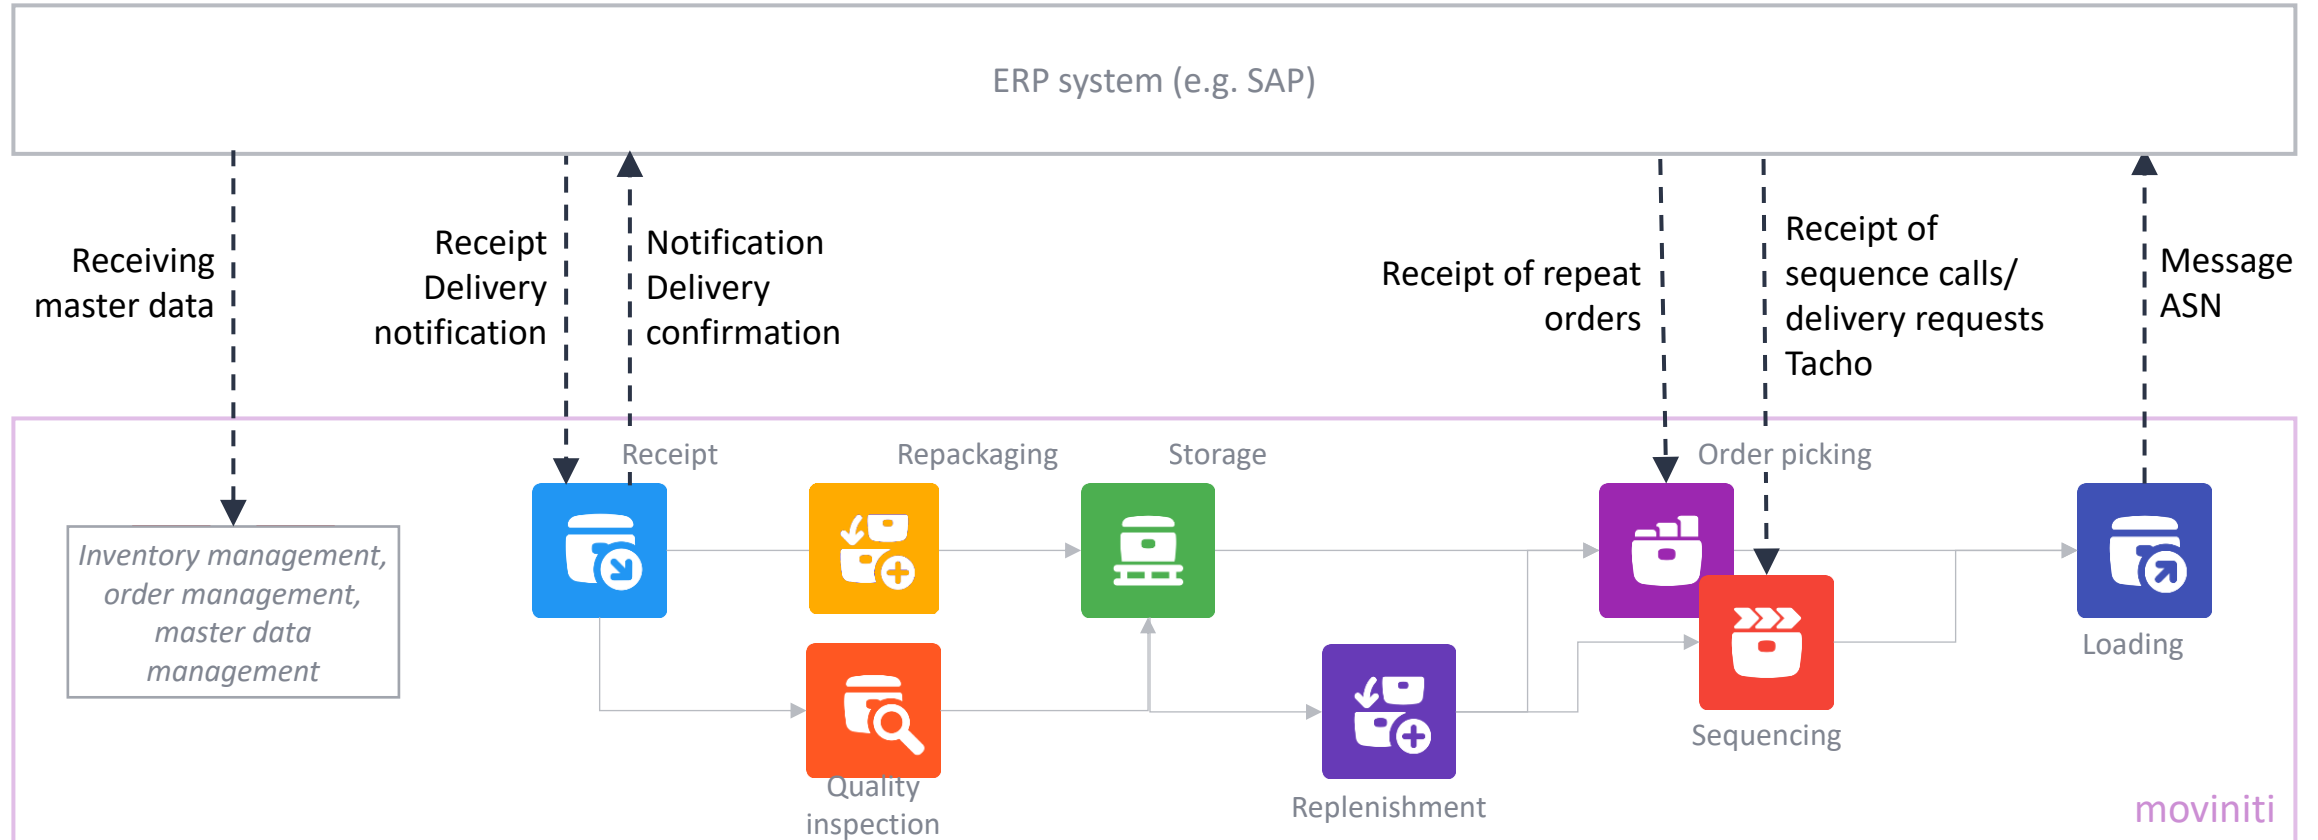 ERP system (e.g. SAP)
Receiving
master data
Receipt
Delivery
notification
Notification
Delivery
confirmation
Receipt of repeat
orders
Receipt of
sequence calls/
delivery requests
Tacho
Message
ASN
Receipt
Repackaging
Storage
Order picking
Inventory management,
order management,
master data
management
Loading
Sequencing
Quality
inspection
Replenishment
moviniti